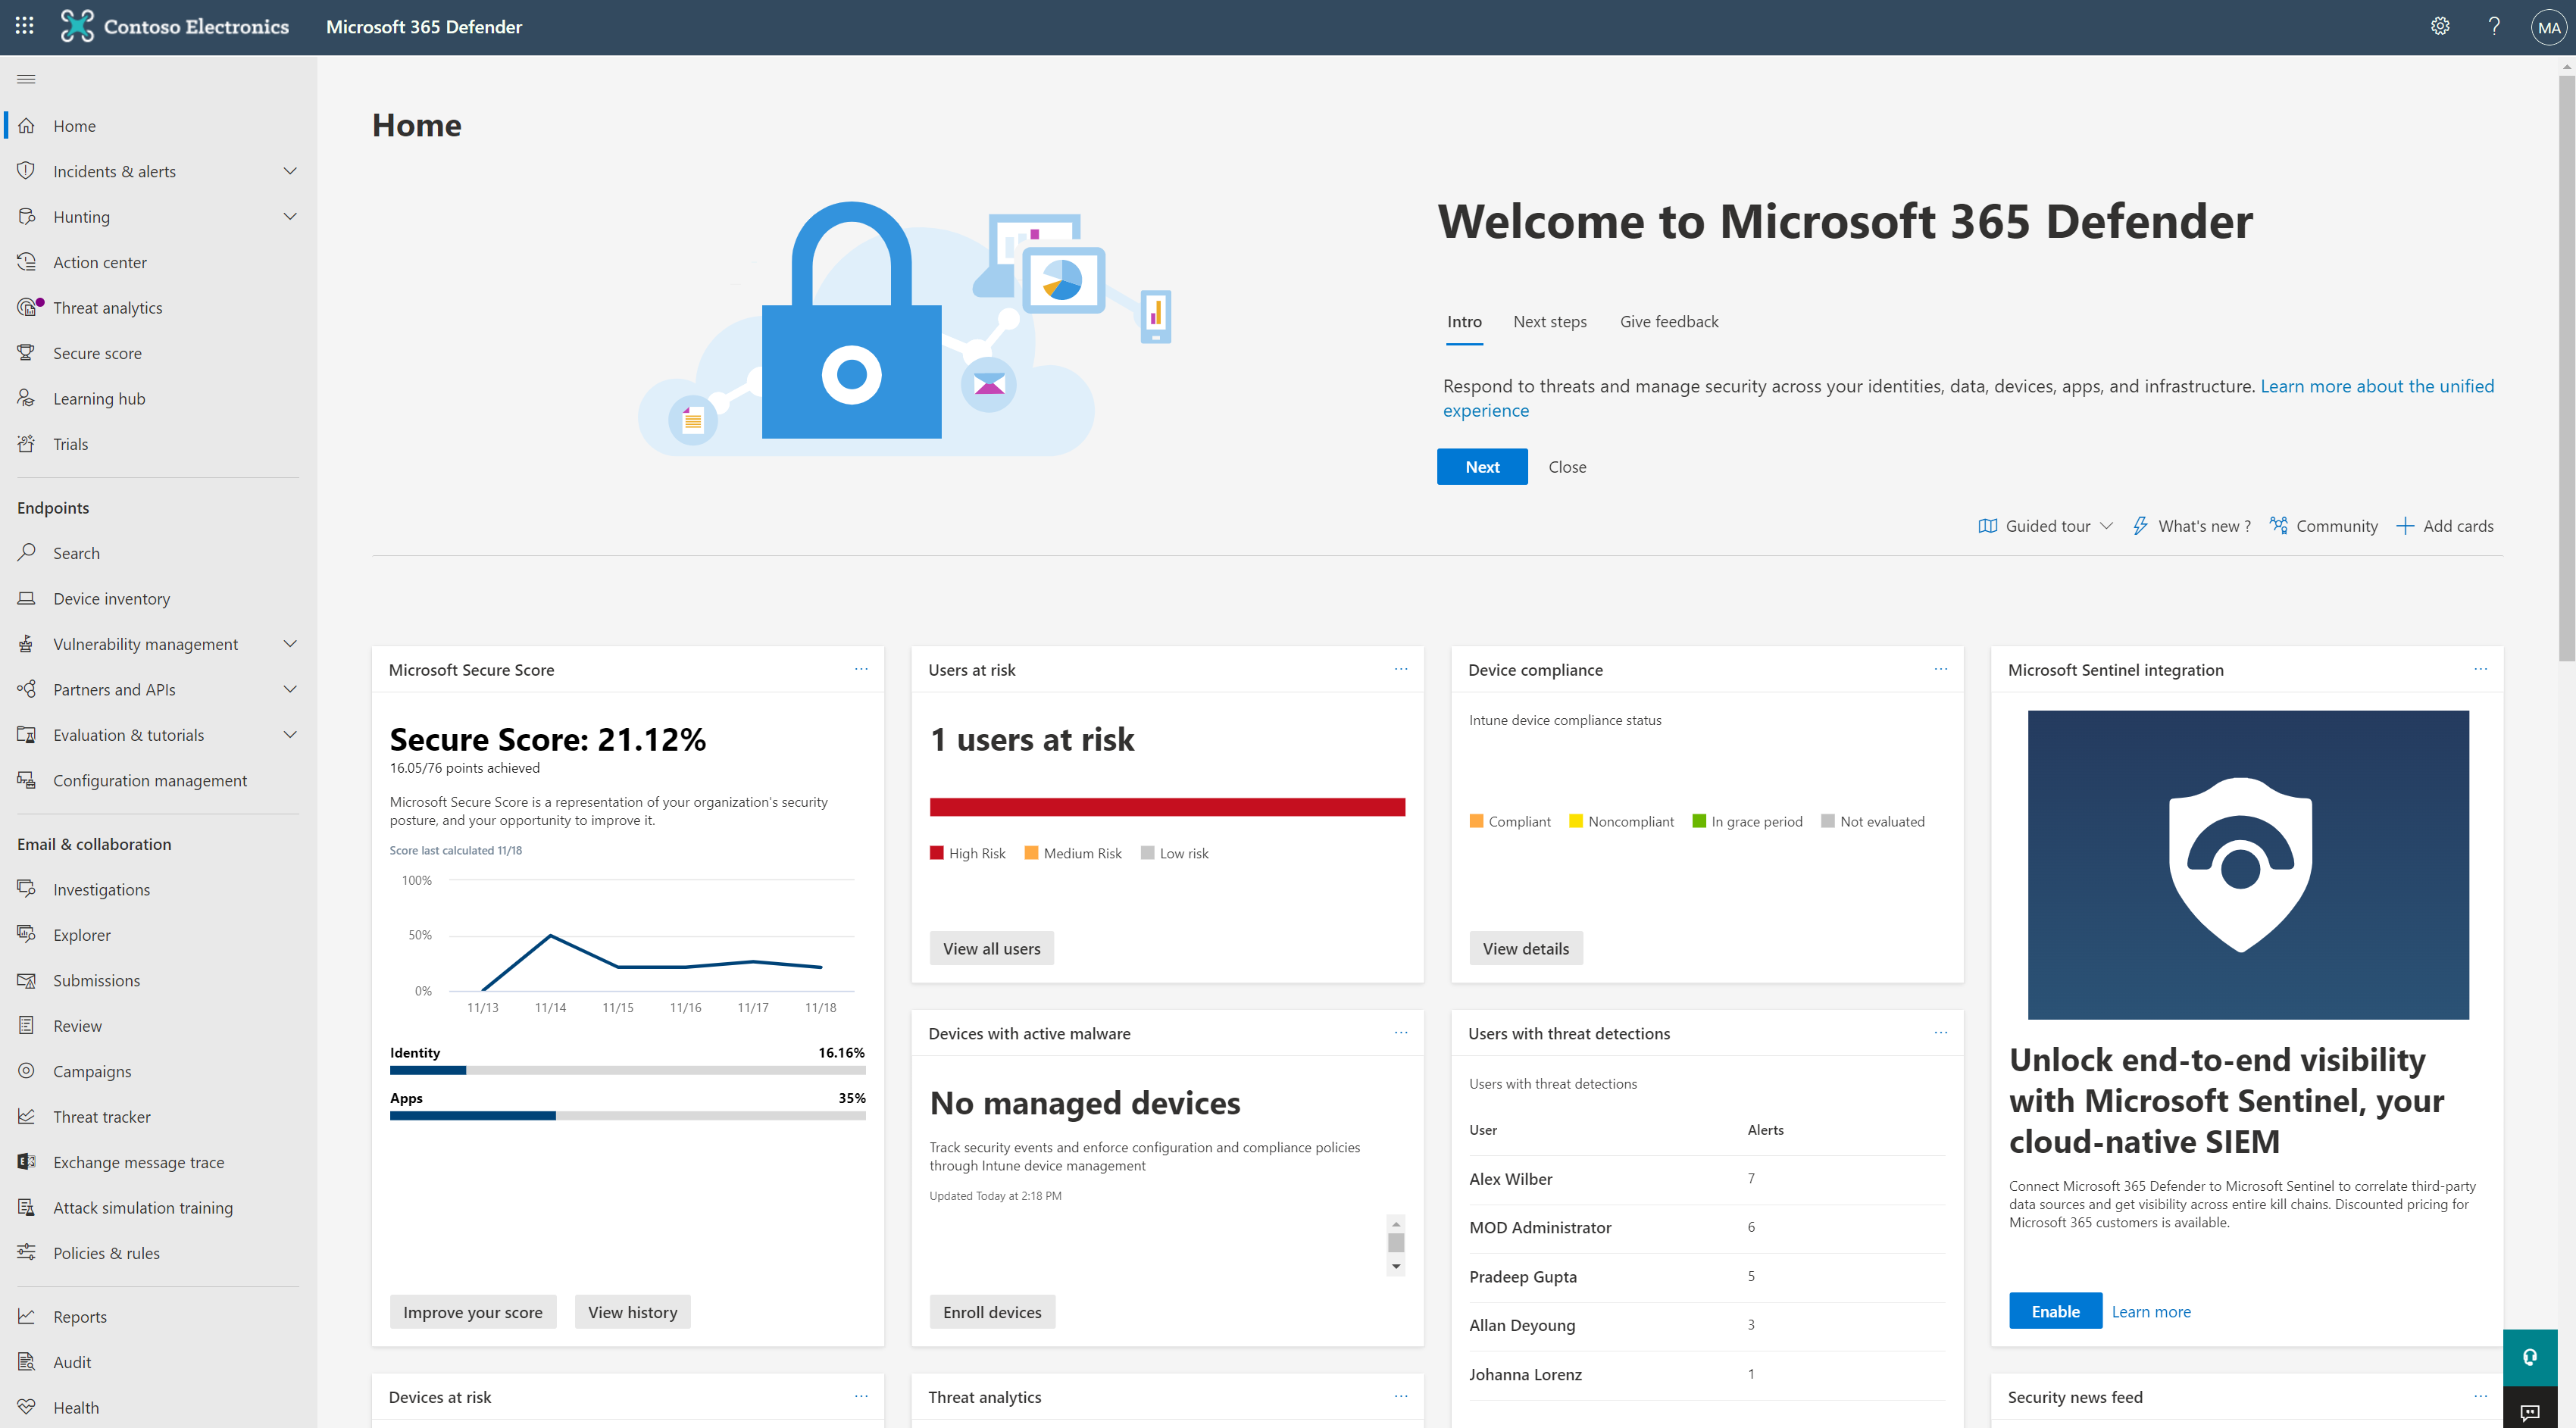 Contoso Electronics
Microsoft 365 Defender
MA
Home
Incidents & alerts
Hunting
Action center
Threat analytics
Secure score
Learning hub
Trials
Endpoints
Search
Device inventory
Vulnerability management
Partners and APIs
Evaluation & tutorials
Configuration management
Email & collaboration
Investigations
Explorer
Submissions
Review
Campaigns
Threat tracker
Exchange message trace
Attack simulation training
Policies & rules
Reports
Audit
Health
Home
Welcome to Microsoft 365 Defender
Intro
Next steps
Give feedback
Respond to threats and manage security across your identities, data, devices, apps, and infrastructure. Learn more about the unified
experience
Next
Close
Guided tour
What's new ?
Community
Add cards
Microsoft Secure Score
Secure Score: 21.12%
16.05/76 points achieved
Microsoft Secure Score is a representation of your organization's security
posture, and your opportunity to improve it.
Score last calculated 11/18
100%
50%
0%
11/13 11/14 11/15 11/16 11/17 11/18
Identity 16.16%
Apps 35%
Improve your score
View history
Users at risk
1 users at risk
High Risk Medium Risk Low risk
View all users
Device compliance
Intune device compliance status
Compliant Noncompliant In grace period Not evaluated
View details
Microsoft Sentinel integration
Unlock end-to-end visibility
with Microsoft Sentinel, your
cloud-native SIEM
Connect Microsoft 365 Defender to Microsoft Sentinel to correlate third-party
data sources and get visibility across entire kill chains. Discounted pricing for
Microsoft 365 customers is available.
Enable
Learn more
Devices with active malware
No managed devices
Track security events and enforce configuration and compliance policies
through Intune device management
Updated Today at 2:18 PM
Enroll devices
Users with threat detections
Users with threat detections
User Alerts
Alex Wilber 7
MOD Administrator 6
Pradeep Gupta 5
Allan Deyoung 3
Johanna Lorenz 1
Devices at risk
Threat analytics
Security news feed